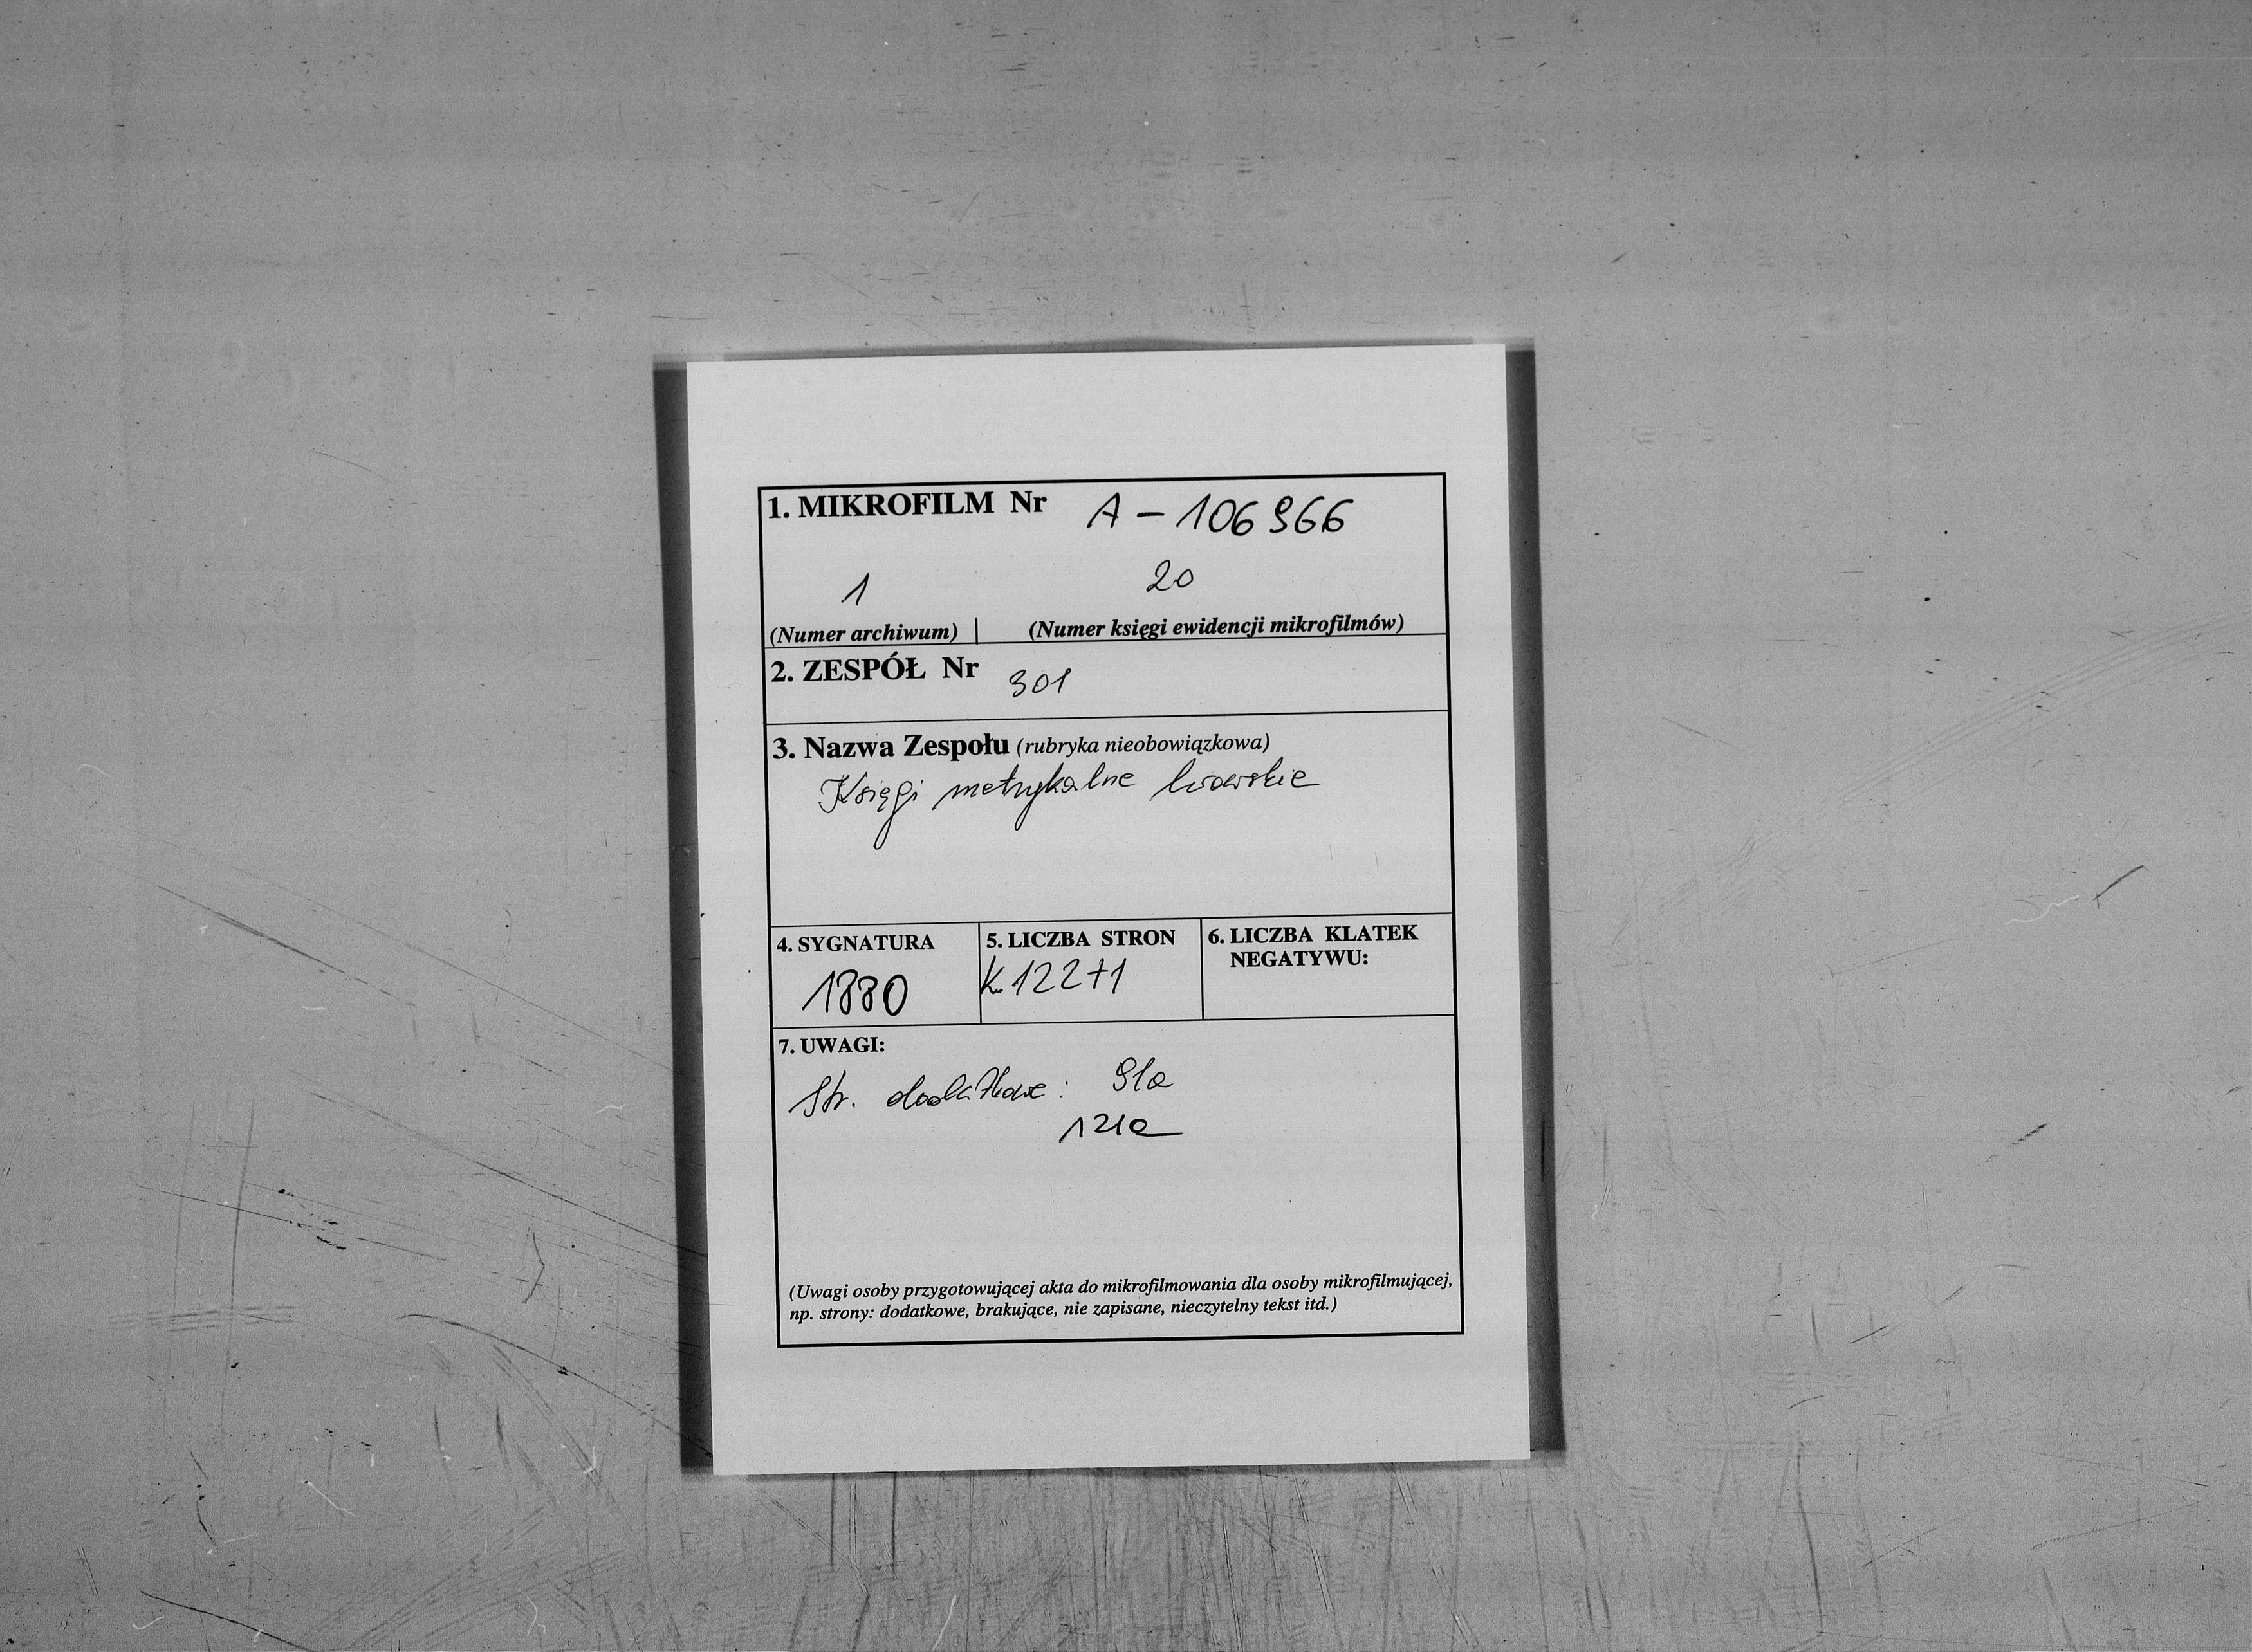 1. MIKROFILM Nr A – 106966
1 20
(Numer archiwum) | (Numer księgi ewidencji mikrofilmów)
2. ZESPÓŁ Nr 301
3. Nazwa Zespołu (rubryka nieobowiązkowa)
Księgi metrykalne lwowskie
4. SYGNATURA 5. LICZBA STRON 6. LICZBA KLATEK
NEGATYWU:
1880 K. 122+1
7. UWAGI:
Str. dodatkowe: 91a
121a
(Uwagi osoby przygotowującej akta do mikrofilmowania dla osoby mikrofilmującej,
np. strony: dodatkowe, brakujące, nie zapisane, nieczytelny tekst itd.)